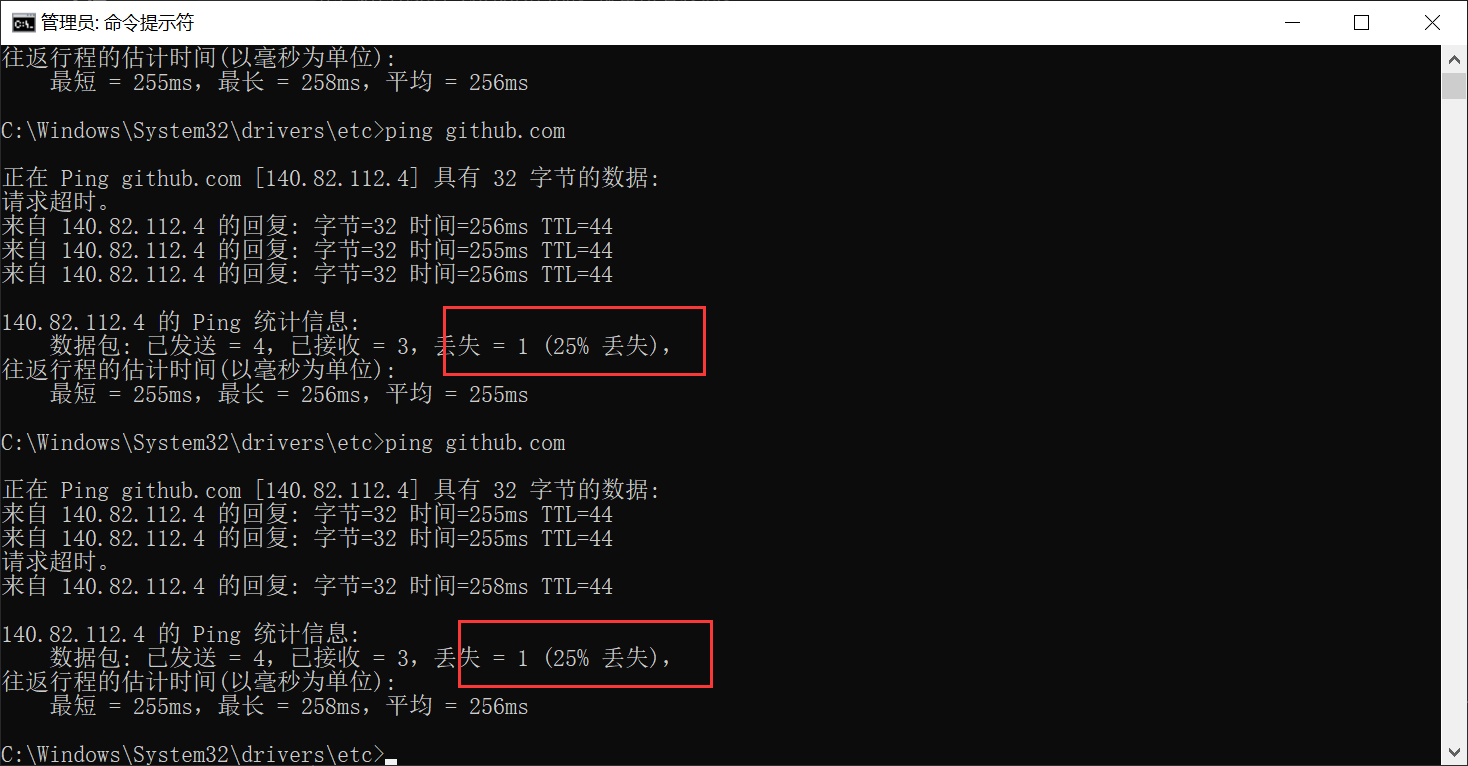 管理员: 命令提示符
往返行程的估计时间(以毫秒为单位):
最短 = 255ms，最长 = 258ms，平均 = 256ms
C:\Windows\System32\drivers\etc>ping github.com
正在 Ping github.com [140.82.112.4] 具有 32 字节的数据:
请求超时。
来自 140.82.112.4 的回复: 字节=32 时间=256ms TTL=44
来自 140.82.112.4 的回复: 字节=32 时间=255ms TTL=44
来自 140.82.112.4 的回复: 字节=32 时间=256ms TTL=44
140.82.112.4 的 Ping 统计信息:
数据包: 已发送 = 4，已接收 = 3，丢失 = 1 (25% 丢失)，
往返行程的估计时间(以毫秒为单位):
最短 = 255ms，最长 = 256ms，平均 = 255ms
C:\Windows\System32\drivers\etc>ping github.com
正在 Ping github.com [140.82.112.4] 具有 32 字节的数据:
来自 140.82.112.4 的回复: 字节=32 时间=255ms TTL=44
来自 140.82.112.4 的回复: 字节=32 时间=255ms TTL=44
请求超时。
来自 140.82.112.4 的回复: 字节=32 时间=258ms TTL=44
140.82.112.4 的 Ping 统计信息:
数据包: 已发送 = 4，已接收 = 3，丢失 = 1 (25% 丢失)，
往返行程的估计时间(以毫秒为单位):
最短 = 255ms，最长 = 258ms，平均 = 256ms
C:\Windows\System32\drivers\etc>